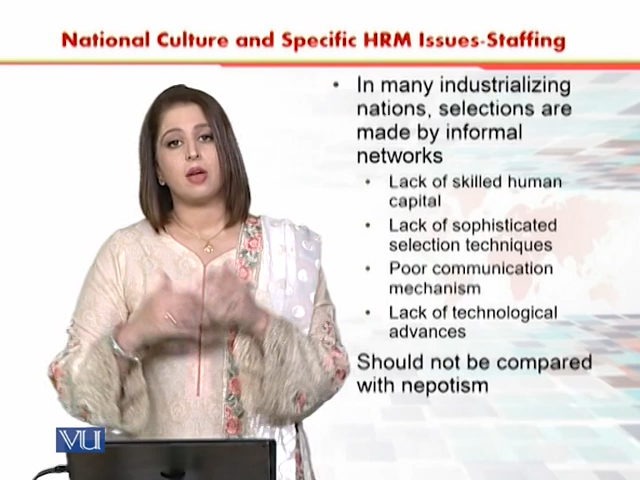 National Culture and Specific HRM Issues-Staffing
• In many industrializing
nations, selections are
made by informal
networks
• Lack of skilled human
capital
• Lack of sophisticated
selection techniques
• Poor communication
mechanism
• Lack of technological
advances
Should not be compared
with nepotism
VU